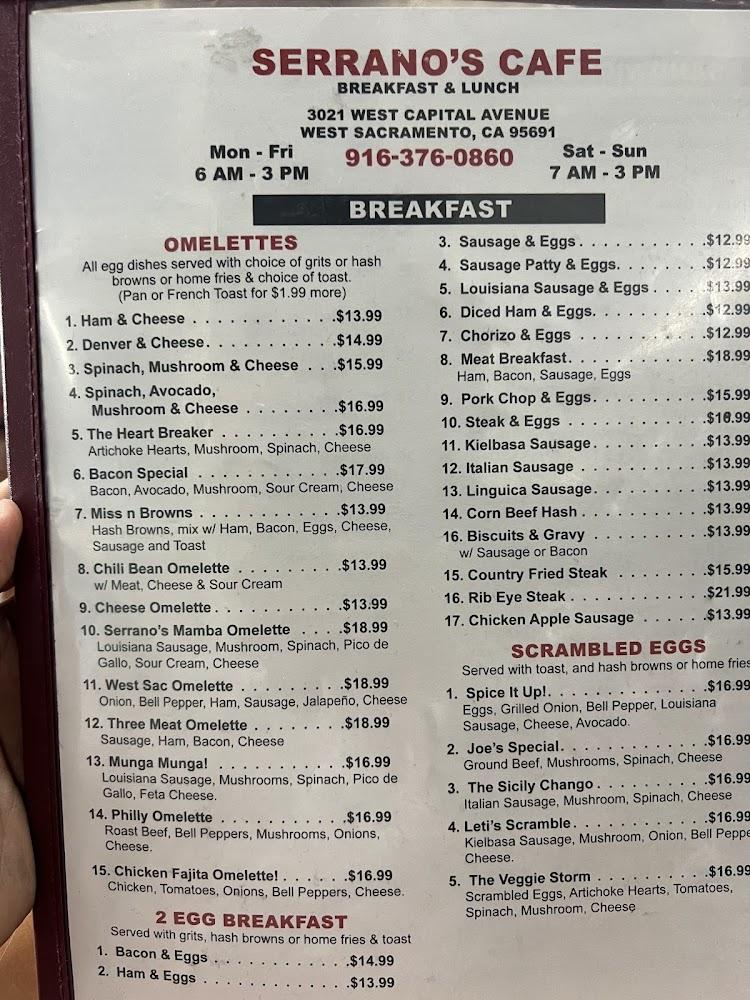 SERRANO'S CAFE
BREAKFAST & LUNCH
3021 WEST CAPITAL AVENUE
WEST SACRAMENTO, CA 95691
Mon - Fri
6 AM - 3 PM
916-376-0860
Sat - Sun
7 AM - 3 PM
BREAKFAST
OMELETTES
All egg dishes served with choice of grits or hash
browns or home fries & choice of toast.
(Pan or French Toast for $1.99 more)
1. Ham & Cheese . . . . . . . . . . . . .$13.99
2. Denver & Cheese. . . . . . . . . . . .$14.99
3. Spinach, Mushroom & Cheese . . .$15.99
4. Spinach, Avocado,
Mushroom & Cheese . . . . . . . .$16.99
5. The Heart Breaker . . . . . . . . . . .$16.99
Artichoke Hearts, Mushroom, Spinach, Cheese
6. Bacon Special . . . . . . . . . . . . .$17.99
Bacon, Avocado, Mushroom, Sour Cream, Cheese
7. Miss n Browns . . . . . . . . . . . . .$13.99
Hash Browns, mix w/ Ham, Bacon, Eggs, Cheese,
Sausage and Toast
8. Chili Bean Omelette . . . . . . . . .$13.99
w/ Meat, Cheese & Sour Cream
9. Cheese Omelette. . . . . . . . . . . .$13.99
10. Serrano's Mamba Omelette . . . .$18.99
Louisiana Sausage, Mushroom, Spinach, Pico de
Gallo, Sour Cream, Cheese
11. West Sac Omelette . . . . . . . . .$18.99
Onion, Bell Pepper, Ham, Sausage, Jalapeño, Cheese
12. Three Meat Omelette . . . . . . . .$18.99
Sausage, Ham, Bacon, Cheese
13. Munga Munga! . . . . . . . . . . .$16.99
Louisiana Sausage, Mushrooms, Spinach, Pico de
Gallo, Feta Cheese.
14. Philly Omelette . . . . . . . . . . .$16.99
Roast Beef, Bell Peppers, Mushrooms, Onions,
Cheese.
15. Chicken Fajita Omelette! . . . . . .$16.99
Chicken, Tomatoes, Onions, Bell Peppers, Cheese.
2 EGG BREAKFAST
Served with grits, hash browns or home fries & toast
1. Bacon & Eggs . . . . . . . . . . . .$14.99
2. Ham & Eggs . . . . . . . . . . . . .$13.99
3. Sausage & Eggs. . . . . . . . . . .$12.99
4. Sausage Patty & Eggs. . . . . . . .$12.99
5. Louisiana Sausage & Eggs . . . . .$13.99
6. Diced Ham & Eggs. . . . . . . . . .$12.99
7. Chorizo & Eggs . . . . . . . . . . .$12.99
8. Meat Breakfast. . . . . . . . . . . .$18.99
Ham, Bacon, Sausage, Eggs
9. Pork Chop & Eggs. . . . . . . . . .$15.99
10. Steak & Eggs . . . . . . . . . . . .$16.99
11. Kielbasa Sausage. . . . . . . . . .$13.99
12. Italian Sausage . . . . . . . . . . .$13.99
13. Linguica Sausage. . . . . . . . . .$13.99
14. Corn Beef Hash . . . . . . . . . . .$13.99
16. Biscuits & Gravy . . . . . . . . . .$13.99
w/ Sausage or Bacon
15. Country Fried Steak . . . . . . . .$15.99
16. Rib Eye Steak . . . . . . . . . . . .$21.99
17. Chicken Apple Sausage . . . . . .$13.99
SCRAMBLED EGGS
Served with toast, and hash browns or home fries
1. Spice It Up!. . . . . . . . . . . . . .$16.99
Eggs, Grilled Onion, Bell Pepper, Louisiana
Sausage, Cheese, Avocado.
2. Joe's Special. . . . . . . . . . . . .$16.99
Ground Beef, Mushrooms, Spinach, Cheese
3. The Sicily Chango. . . . . . . . . .$16.99
Italian Sausage, Mushroom, Spinach, Cheese
4. Leti's Scramble. . . . . . . . . . . .$16.99
Kielbasa Sausage, Mushroom, Onion, Bell Peppe
Cheese.
5. The Veggie Storm . . . . . . . . . .$16.99
Scrambled Eggs, Artichoke Hearts, Tomatoes,
Spinach, Mushroom, Cheese